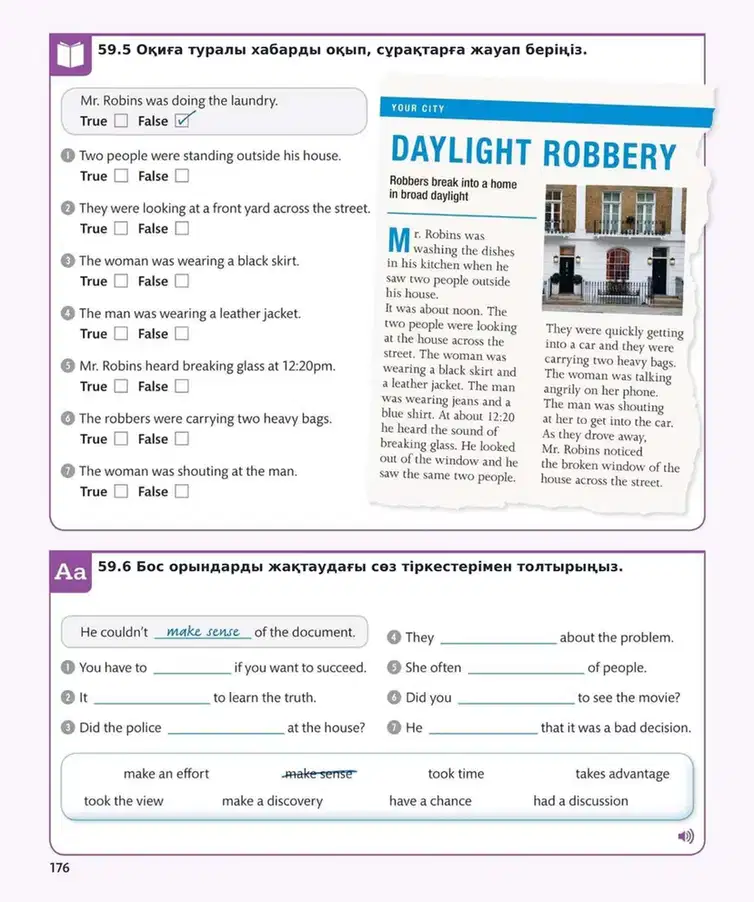 59.5 Оқиға туралы хабарды оқып, сұрақтарға жауап беріңіз.
Mr. Robins was doing the laundry.
True False
1 Two people were standing outside his house.
True False
2 They were looking at a front yard across the street.
True False
3 The woman was wearing a black skirt.
True False
4 The man was wearing a leather jacket.
True False
5 Mr. Robins heard breaking glass at 12:20pm.
True False
6 The robbers were carrying two heavy bags.
True False
7 The woman was shouting at the man.
True False
YOUR CITY
DAYLIGHT ROBBERY
Robbers break into a home
in broad daylight
Mr. Robins was
washing the dishes
in his kitchen when he
saw two people outside
his house.
It was about noon. The
two people were looking
at the house across the
street. The woman was
wearing a black skirt and
a leather jacket. The man
was wearing jeans and a
blue shirt. At about 12:20
he heard the sound of
breaking glass. He looked
out of the window and he
saw the same two people.
They were quickly getting
into a car and they were
carrying two heavy bags.
The woman was talking
angrily on her phone.
The man was shouting
at her to get into the car.
As they drove away,
Mr. Robins noticed
the broken window of the
house across the street.
Aa
59.6 Бос орындарды жақтаудағы сөз тіркестерімен толтырыңыз.
He couldn't make sense of the document.
1 You have to ____ if you want to succeed.
2 It ____ to learn the truth.
3 Did the police ____ at the house?
4 They ____ about the problem.
5 She often ____ of people.
6 Did you ____ to see the movie?
7 He ____ that it was a bad decision.
make an effort make sense took time takes advantage
took the view make a discovery have a chance had a discussion
176